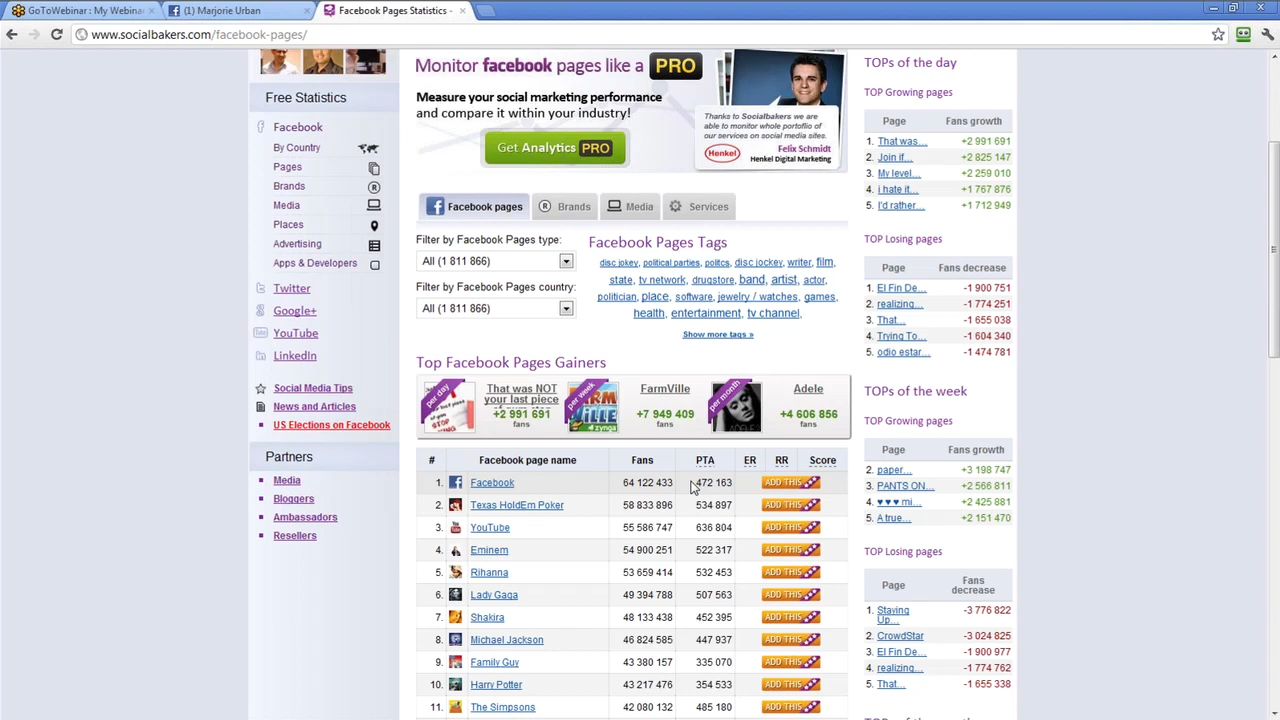 GoToWebinar : My Webinar
(1) Marjorie Urban
Facebook Pages Statistics -
www.socialbakers.com/facebook-pages/
Free Statistics
Facebook
By Country
Pages
Brands
Media
Places
Advertising
Apps & Developers
Twitter
Google+
YouTube
LinkedIn
Social Media Tips
News and Articles
US Elections on Facebook
Partners
Media
Bloggers
Ambassadors
Resellers
Monitor facebook pages like a PRO
Measure your social marketing performance
and compare it within your industry!
Get Analytics PRO
Thanks to Socialbakers we are
able to monitor whole portoflio of
our services on social media sites.
Henkel
Felix Schmidt
Henkel Digital Marketing
Facebook pages Brands Media Services
Filter by Facebook Pages type:
All (1 811 866)
Filter by Facebook Pages country:
All (1 811 866)
Facebook Pages Tags
disc jokey, political parties, politcs, disc jockey, writer, film,
state, tv network, drugstore, band, artist, actor,
politician, place, software, jewelry / watches, games,
health, entertainment, tv channel,
Show more tags »
Top Facebook Pages Gainers
per day
That was NOT
your last piece
+2 991 691
fans
per week
FarmVille
+7 949 409
fans
per month
Adele
+4 606 856
fans
# Facebook page name Fans PTA ER RR Score
1. Facebook 64 122 433 472 163 ADD THIS
2. Texas HoldEm Poker 58 833 896 534 897 ADD THIS
3. YouTube 55 586 747 636 804 ADD THIS
4. Eminem 54 900 251 522 317 ADD THIS
5. Rihanna 53 659 414 532 453 ADD THIS
6. Lady Gaga 49 394 788 507 563 ADD THIS
7. Shakira 48 133 438 452 395 ADD THIS
8. Michael Jackson 46 824 585 447 937 ADD THIS
9. Family Guy 43 380 157 335 070 ADD THIS
10. Harry Potter 43 217 476 354 533 ADD THIS
11. The Simpsons 42 080 132 485 180 ADD THIS
TOPs of the day
TOP Growing pages
Page Fans growth
1. That was... +2 991 691
2. Join if... +2 825 147
3. My level... +2 259 010
4. i hate it... +1 767 876
5. I'd rather... +1 712 949
TOP Losing pages
Page Fans decrease
1. El Fin De... -1 900 751
2. realizing... -1 774 251
3. That... -1 655 038
4. Trying To... -1 604 340
5. odio estar... -1 474 781
TOPs of the week
TOP Growing pages
Page Fans growth
2. paper... +3 198 747
3. PANTS ON... +2 566 811
4. ♥ ♥ ♥ mi... +2 425 881
5. A true... +2 151 470
TOP Losing pages
Page Fans
decrease
1. Staying
Up... -3 776 822
2. CrowdStar -3 024 825
3. El Fin De... -1 900 977
4. realizing... -1 774 762
5. That... -1 655 338